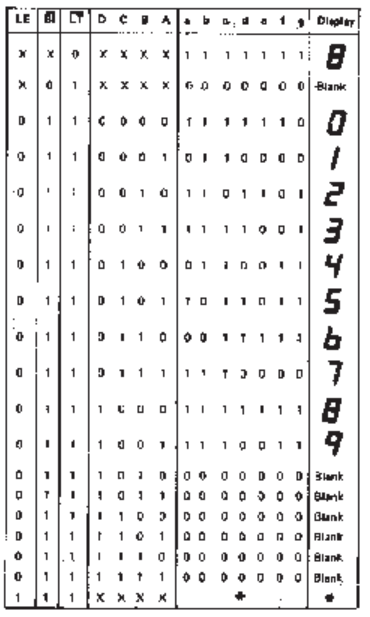 LE BI LT D C B A a b c d e f g Display
X X 0 X X X X 1 1 1 1 1 1 1 8
X 0 1 X X X X 0 0 0 0 0 0 0 Blank
0 1 1 0 0 0 0 1 1 1 1 1 1 0 0
0 1 1 0 0 0 1 0 1 1 0 0 0 0 1
0 1 1 0 0 1 0 1 1 0 1 1 0 1 2
0 1 1 0 0 1 1 1 1 1 1 0 0 1 3
0 1 1 0 1 0 0 0 1 1 0 0 1 1 4
0 1 1 0 1 0 1 1 0 1 1 0 1 1 5
0 1 1 0 1 1 0 0 0 1 1 1 1 1 6
0 1 1 0 1 1 1 1 1 1 0 0 0 0 7
0 1 1 1 0 0 0 1 1 1 1 1 1 1 8
0 1 1 1 0 0 1 1 1 1 0 0 1 1 9
0 1 1 1 0 1 0 0 0 0 0 0 0 0 Blank
0 1 1 1 0 1 1 0 0 0 0 0 0 0 Blank
0 1 1 1 1 0 0 0 0 0 0 0 0 0 Blank
0 1 1 1 1 0 1 0 0 0 0 0 0 0 Blank
0 1 1 1 1 1 0 0 0 0 0 0 0 0 Blank
0 1 1 1 1 1 1 0 0 0 0 0 0 0 Blank
1 1 1 X X X X * *